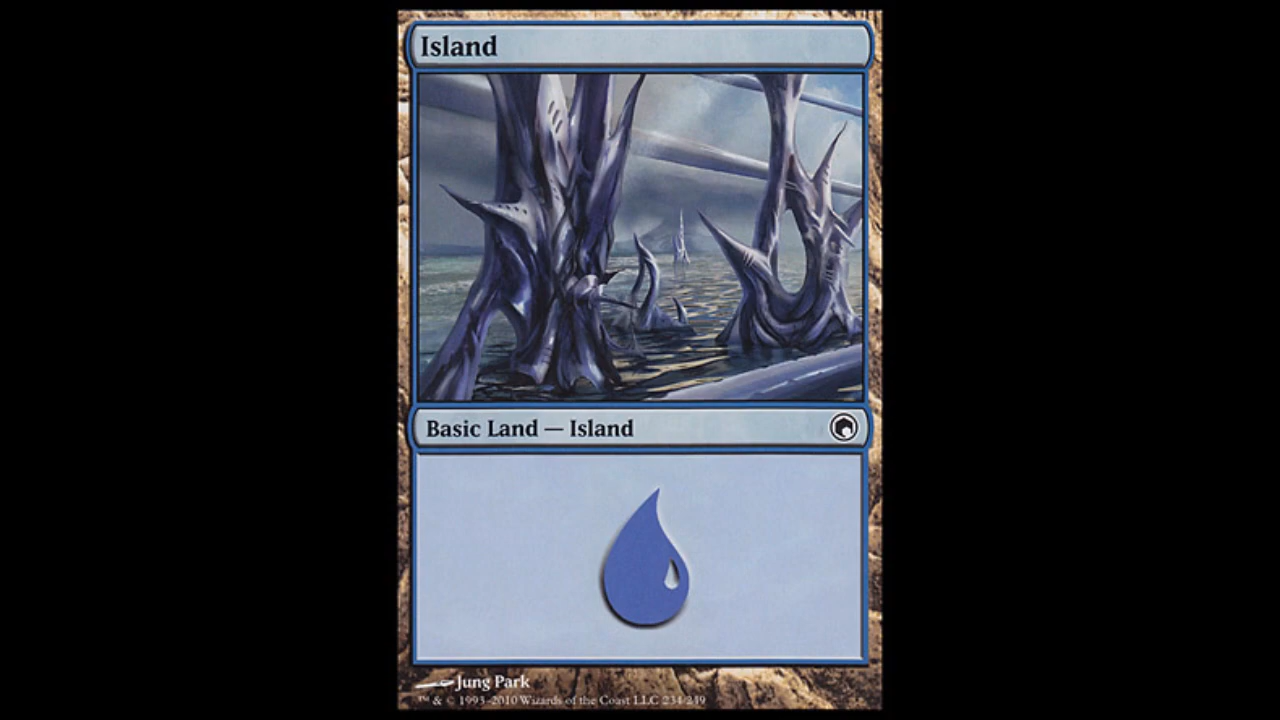 Island
Basic Land — Island
Jung Park
™ & © 1993–2010 Wizards of the Coast LLC 234/249